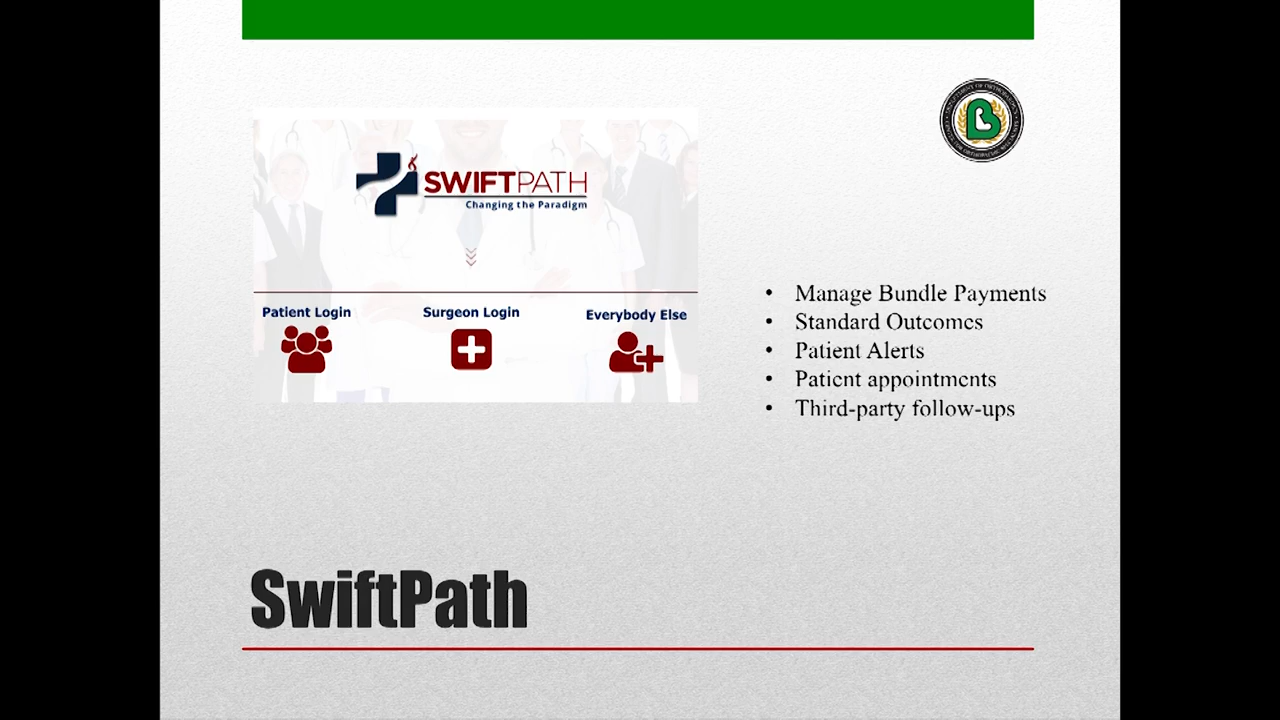 SWIFTPATH
Changing the Paradigm
Patient Login
Surgeon Login
Everybody Else
• Manage Bundle Payments
• Standard Outcomes
• Patient Alerts
• Patient appointments
• Third-party follow-ups
SwiftPath